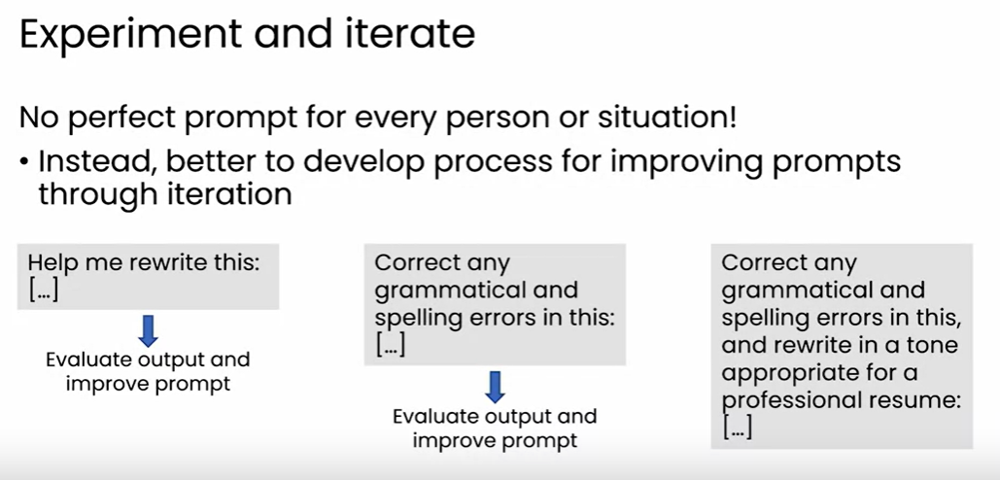 Experiment and iterate
No perfect prompt for every person or situation!
• Instead, better to develop process for improving prompts
through iteration
Help me rewrite this:
[...]
Evaluate output and
improve prompt
Correct any
grammatical and
spelling errors in this:
[...]
Evaluate output and
improve prompt
Correct any
grammatical and
spelling errors in this,
and rewrite in a tone
appropriate for a
professional resume:
[...]